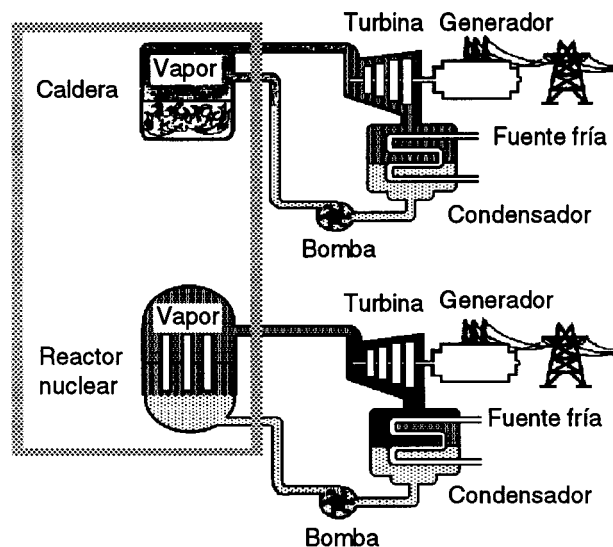 Turbina Generador
Vapor
Caldera
Fuente fría
Condensador
Bomba
Turbina Generador
Vapor
Reactor
nuclear
Fuente fría
Condensador
Bomba